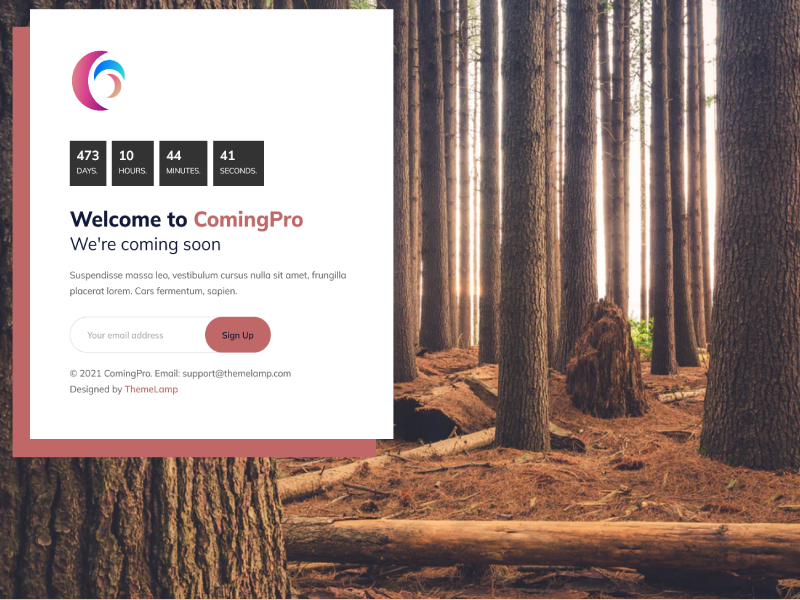 473 10 44 41
DAYS. HOURS. MINUTES. SECONDS.
Welcome to ComingPro
We're coming soon
Suspendisse massa leo, vestibulum cursus nulla sit amet, frungilla
placerat lorem. Cars fermentum, sapien.
Your email address Sign Up
© 2021 ComingPro. Email: support@themelamp.com
Designed by ThemeLamp